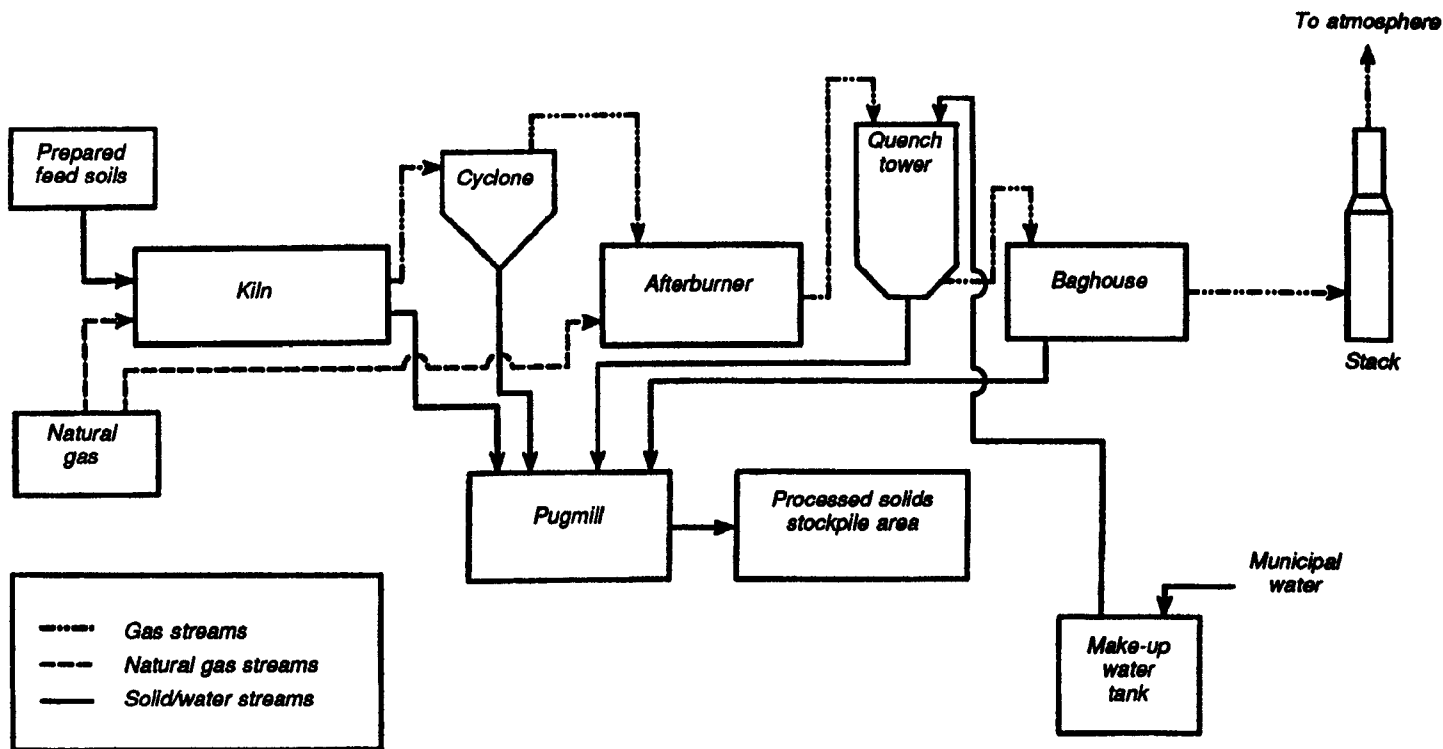 To atmosphere
Prepared
feed soils
Cyclone
Quench
tower
Kiln
Afterburner
Baghouse
Stack
Natural
gas
Pugmill
Processed solids
stockpile area
Municipal
water
Make-up
water
tank
Gas streams
Natural gas streams
Solid/water streams